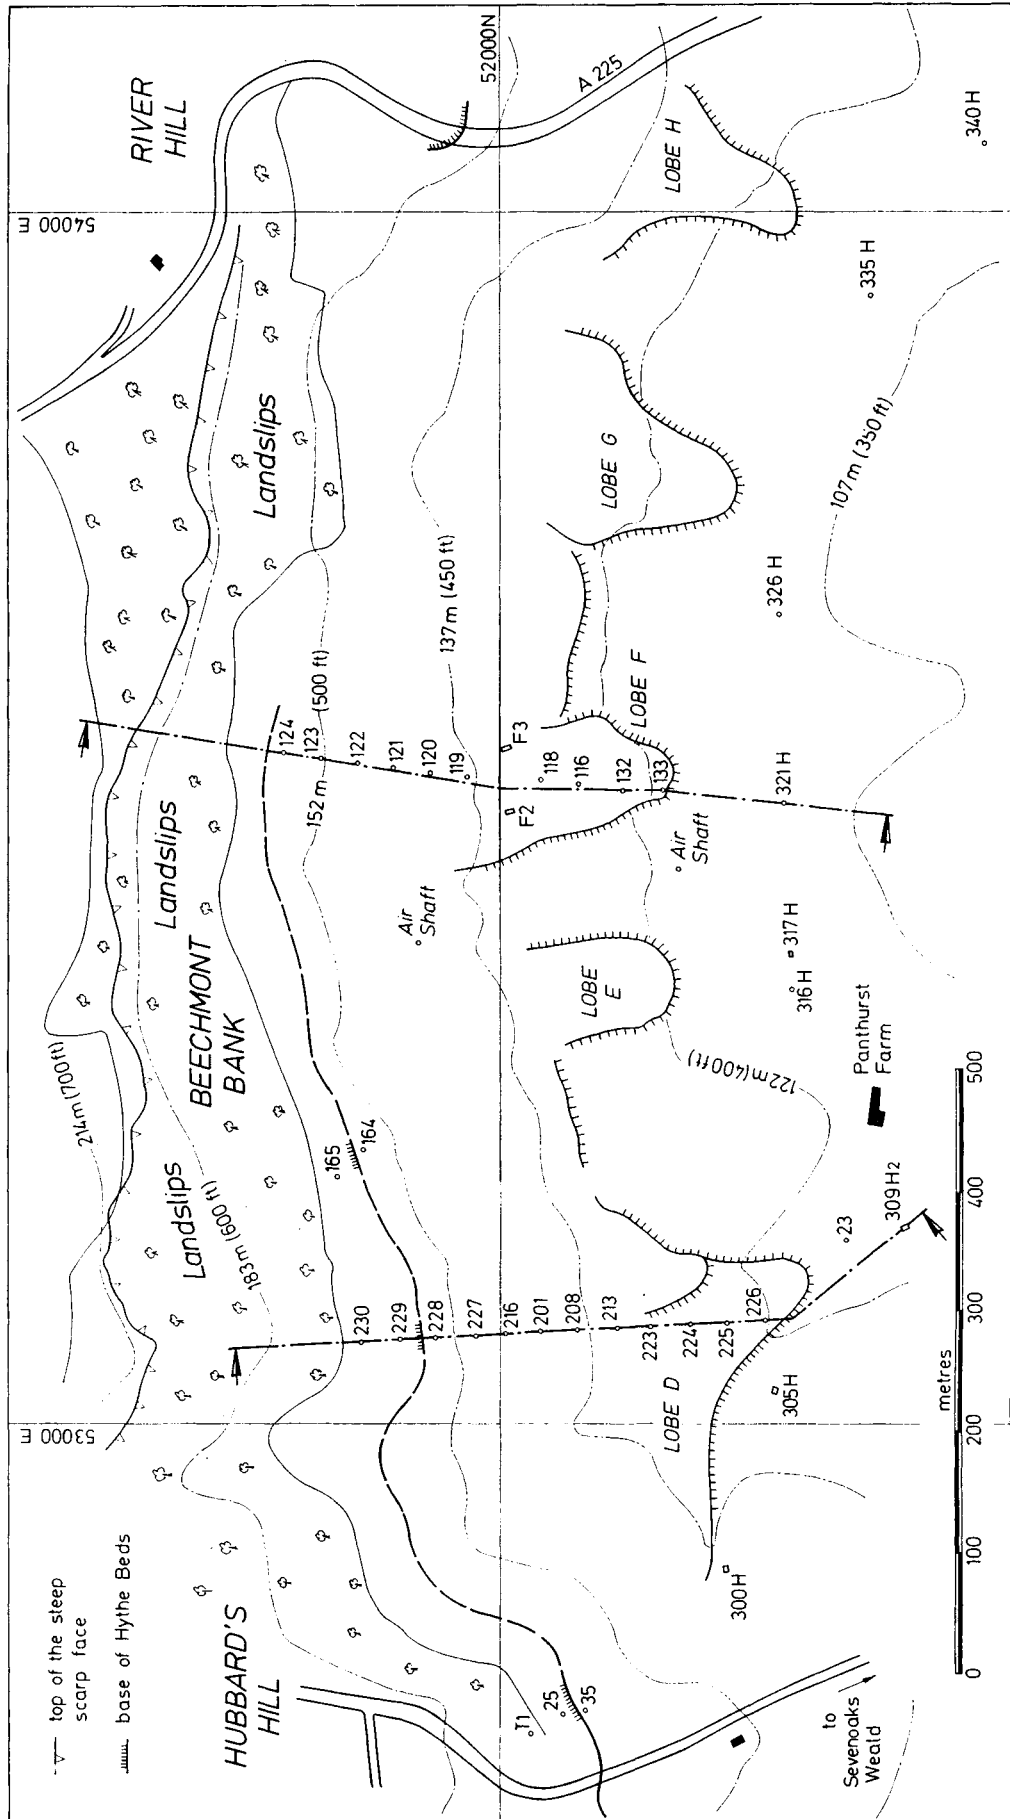 top of the steep
scarp face
base of Hythe Beds
HUBBARD'S
HILL
53000 E
54000 E
52000N
RIVER
HILL
A 225
214m (700ft)
183m (600 ft)
Landslips
BEECHMONT
BANK
Landslips
Landslips
152 m (500 ft)
137m (450 ft)
122m (400 ft)
107m (350 ft)
T1
25
35
165
164
230
229
228
227
216
201
208
213
223
224
225
226
124
123
122
121
120
119
118
116
132
133
F2
F3
Air
Shaft
Air
Shaft
LOBE D
LOBE
E
LOBE F
LOBE G
LOBE H
300H
305H
23
309H2
316H
317H
321H
326H
335H
340H
Panthurst
Farm
to
Sevenoaks
Weald
metres
0
100
200
300
400
500